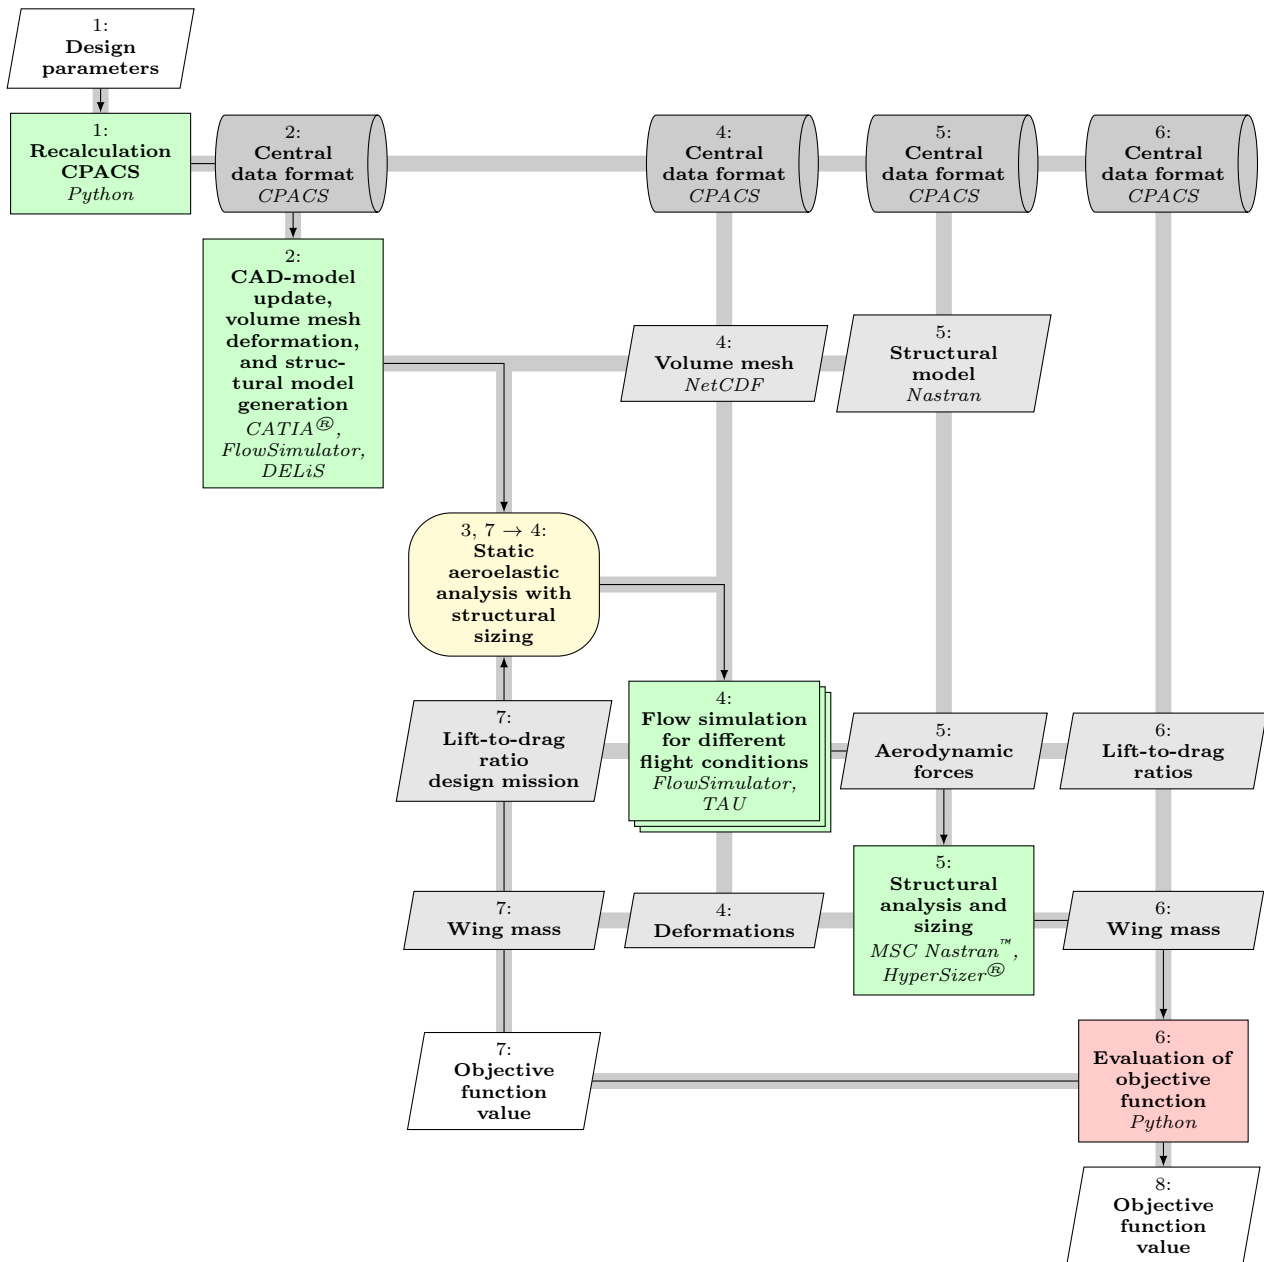 1:
Design
parameters
1:
Recalculation
CPACS
Python
2:
Central
data format
CPACS
4:
Central
data format
CPACS
5:
Central
data format
CPACS
6:
Central
data format
CPACS
2:
CAD-model
update,
volume mesh
deformation,
and struc-
tural model
generation
CATIA®,
FlowSimulator,
DELiS
4:
Volume mesh
NetCDF
5:
Structural
model
Nastran
3, 7 → 4:
Static
aeroelastic
analysis with
structural
sizing
7:
Lift-to-drag
ratio
design mission
4:
Flow simulation
for different
flight conditions
FlowSimulator,
TAU
5:
Aerodynamic
forces
6:
Lift-to-drag
ratios
7:
Wing mass
4:
Deformations
5:
Structural
analysis and
sizing
MSC Nastran™,
HyperSizer®
6:
Wing mass
7:
Objective
function
value
6:
Evaluation of
objective
function
Python
8:
Objective
function
value